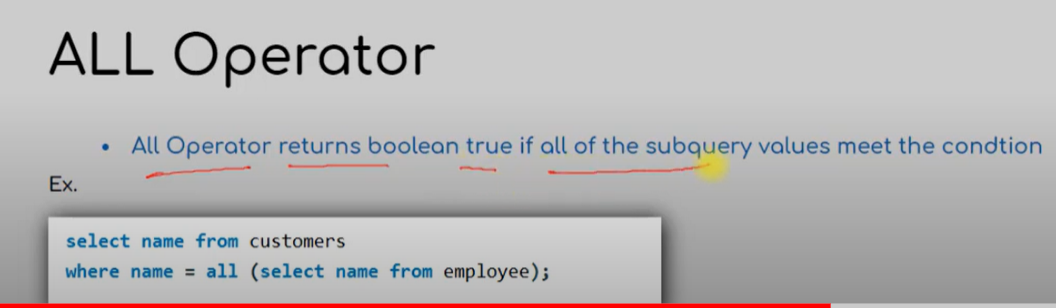 ALL Operator
• All Operator returns boolean true if all of the subquery values meet the condtion
Ex.
select name from customers
where name = all (select name from employee);